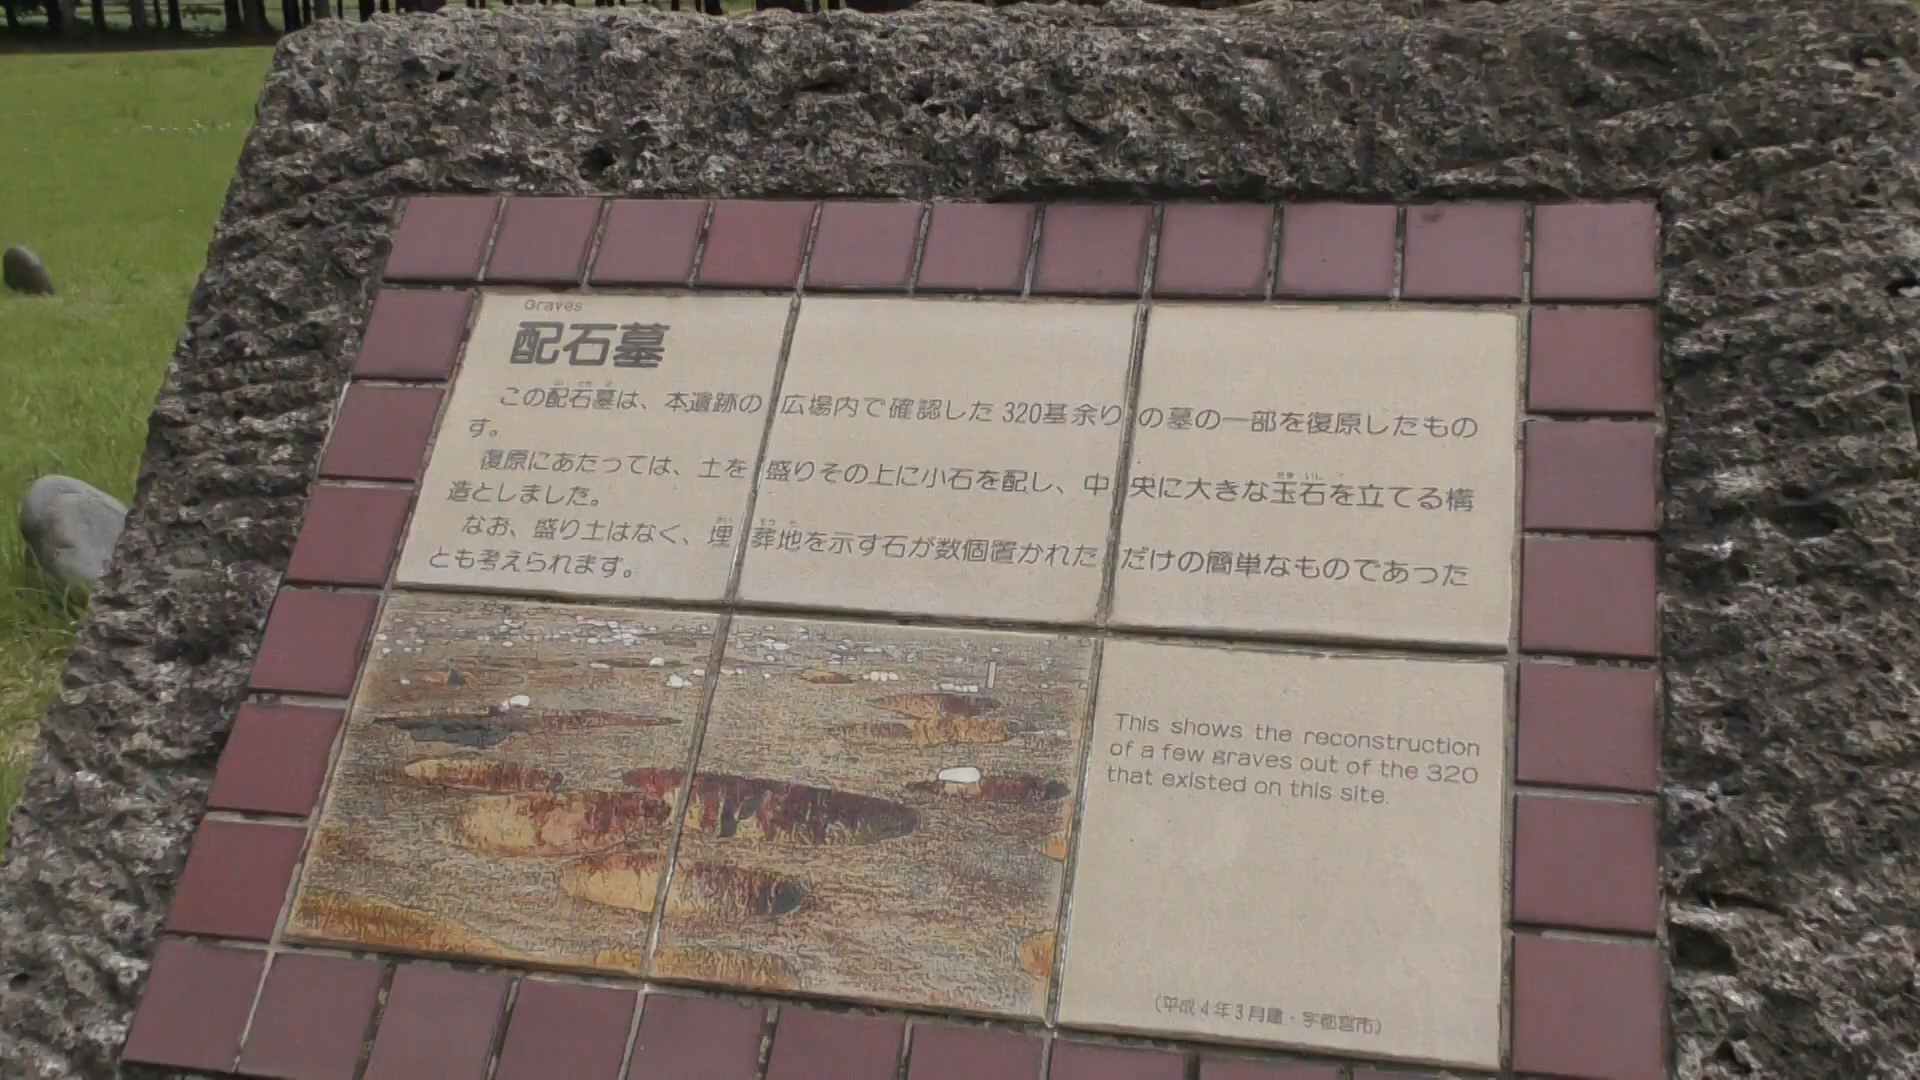 Graves
配石墓
この配石墓は、本遺跡の広場内で確認した320基余りの墓の一部を復原したもの
す。
復原にあたっては、土を盛りその上に小石を配し、中央に大きな玉石を立てる構
造としました。
なお、盛り土はなく、埋葬地を示す石が数個置かれただけの簡単なものであった
とも考えられます。
This shows the reconstruction
of a few graves out of the 320
that existed on this site.
(平成4年3月建・宇都宮市)